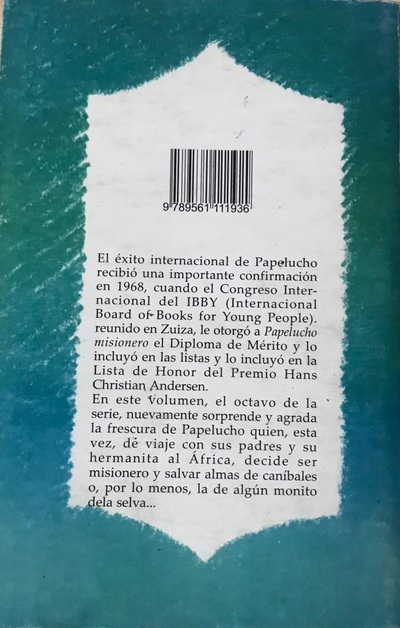 9 789561 111936
El éxito internacional de Papelucho
recibió una importante confirmación
en 1968, cuando el Congreso Inter-
nacional del IBBY (Internacional
Board of Books for Young People).
reunido en Zuiza, le otorgó a Papelucho
misionero el Diploma de Mérito y lo
incluyó en las listas y lo incluyó en la
Lista de Honor del Premio Hans
Christian Andersen.
En este volumen, el octavo de la
serie, nuevamente sorprende y agrada
la frescura de Papelucho quien, esta
vez, de viaje con sus padres y su
hermanita al África, decide ser
misionero y salvar almas de caníbales
o, por lo menos, la de algún monito
dela selva...